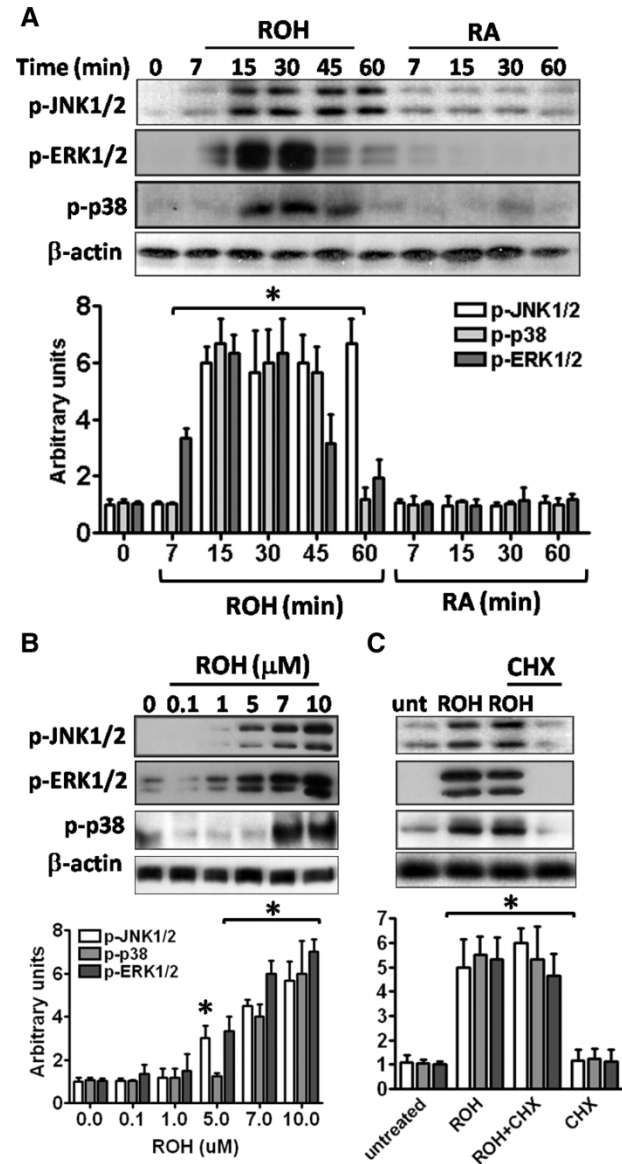 A
ROH RA
Time (min) 0 7 15 30 45 60 7 15 30 60
p-JNK1/2
p-ERK1/2
p-p38
β-actin
*
p-JNK1/2
p-p38
p-ERK1/2
Arbitrary units
8
6
4
2
0
0 7 15 30 45 60 7 15 30 60
ROH (min) RA (min)
B
ROH (μM)
0 0.1 1 5 7 10
p-JNK1/2
p-ERK1/2
p-p38
β-actin
*
p-JNK1/2
p-p38
p-ERK1/2
*
Arbitrary units
8
6
4
2
0
0.0 0.1 1.0 5.0 7.0 10.0
ROH (uM)
C
CHX
unt ROH ROH
*
7
6
5
4
3
2
1
0
untreated ROH ROH+CHX CHX